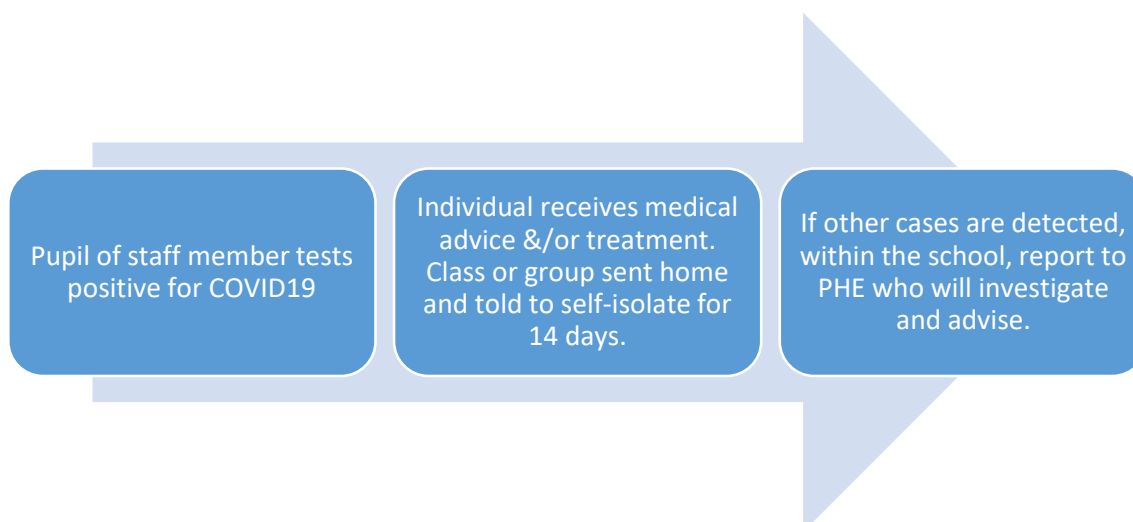 Pupil of staff member tests
positive for COVID19
Individual receives medical
advice &/or treatment.
Class or group sent home
and told to self-isolate for
14 days.
If other cases are detected,
within the school, report to
PHE who will investigate
and advise.